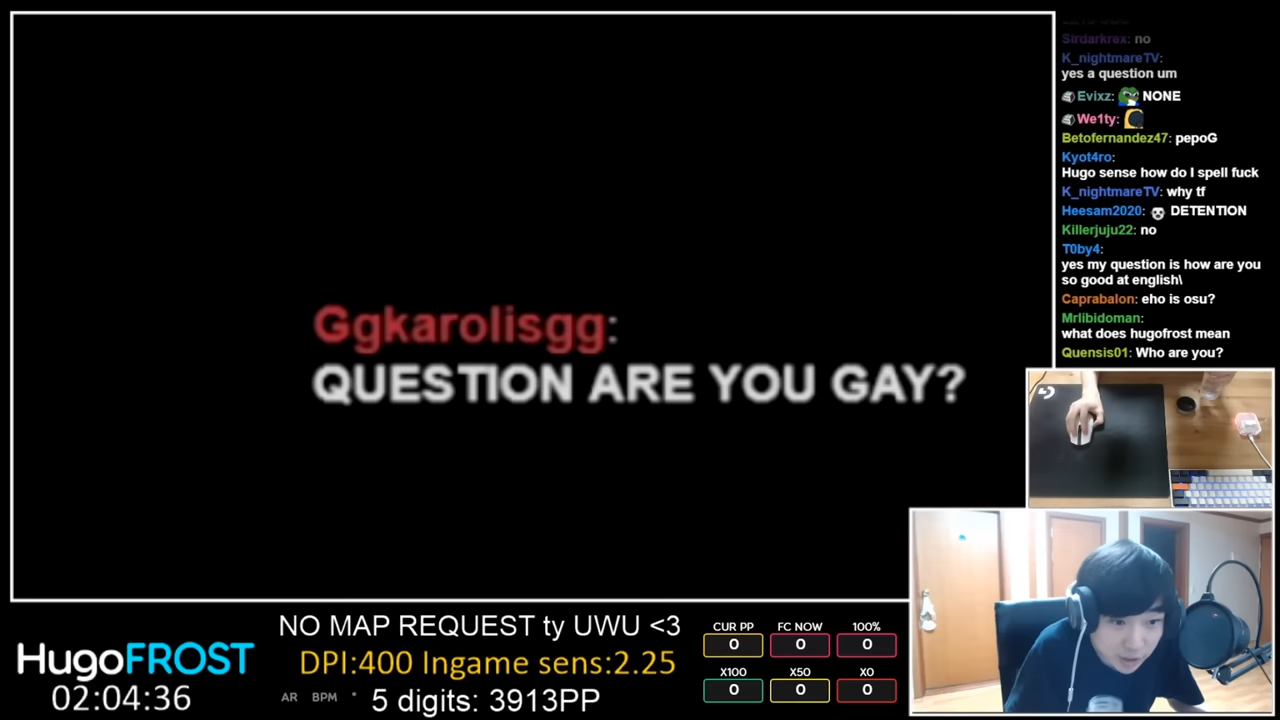 Sirdarkrex: no
K_nightmareTV:
yes a question um
Evixz: NONE
We1ty:
Betofernandez47: pepoG
Kyot4ro:
Hugo sense how do I spell fuck
K_nightmareTV: why tf
Heesam2020: DETENTION
Killerjuju22: no
T0by4:
yes my question is how are you
so good at english\
Caprabalon: eho is osu?
Mrlibidoman:
what does hugofrost mean
Quensis01: Who are you?
Ggkarolisgg:
QUESTION ARE YOU GAY?
HugoFROST
02:04:36
NO MAP REQUEST ty UWU <3
DPI:400 Ingame sens:2.25
AR BPM * 5 digits: 3913PP
CUR PP FC NOW 100%
0 0 0
X100 X50 X0
0 0 0